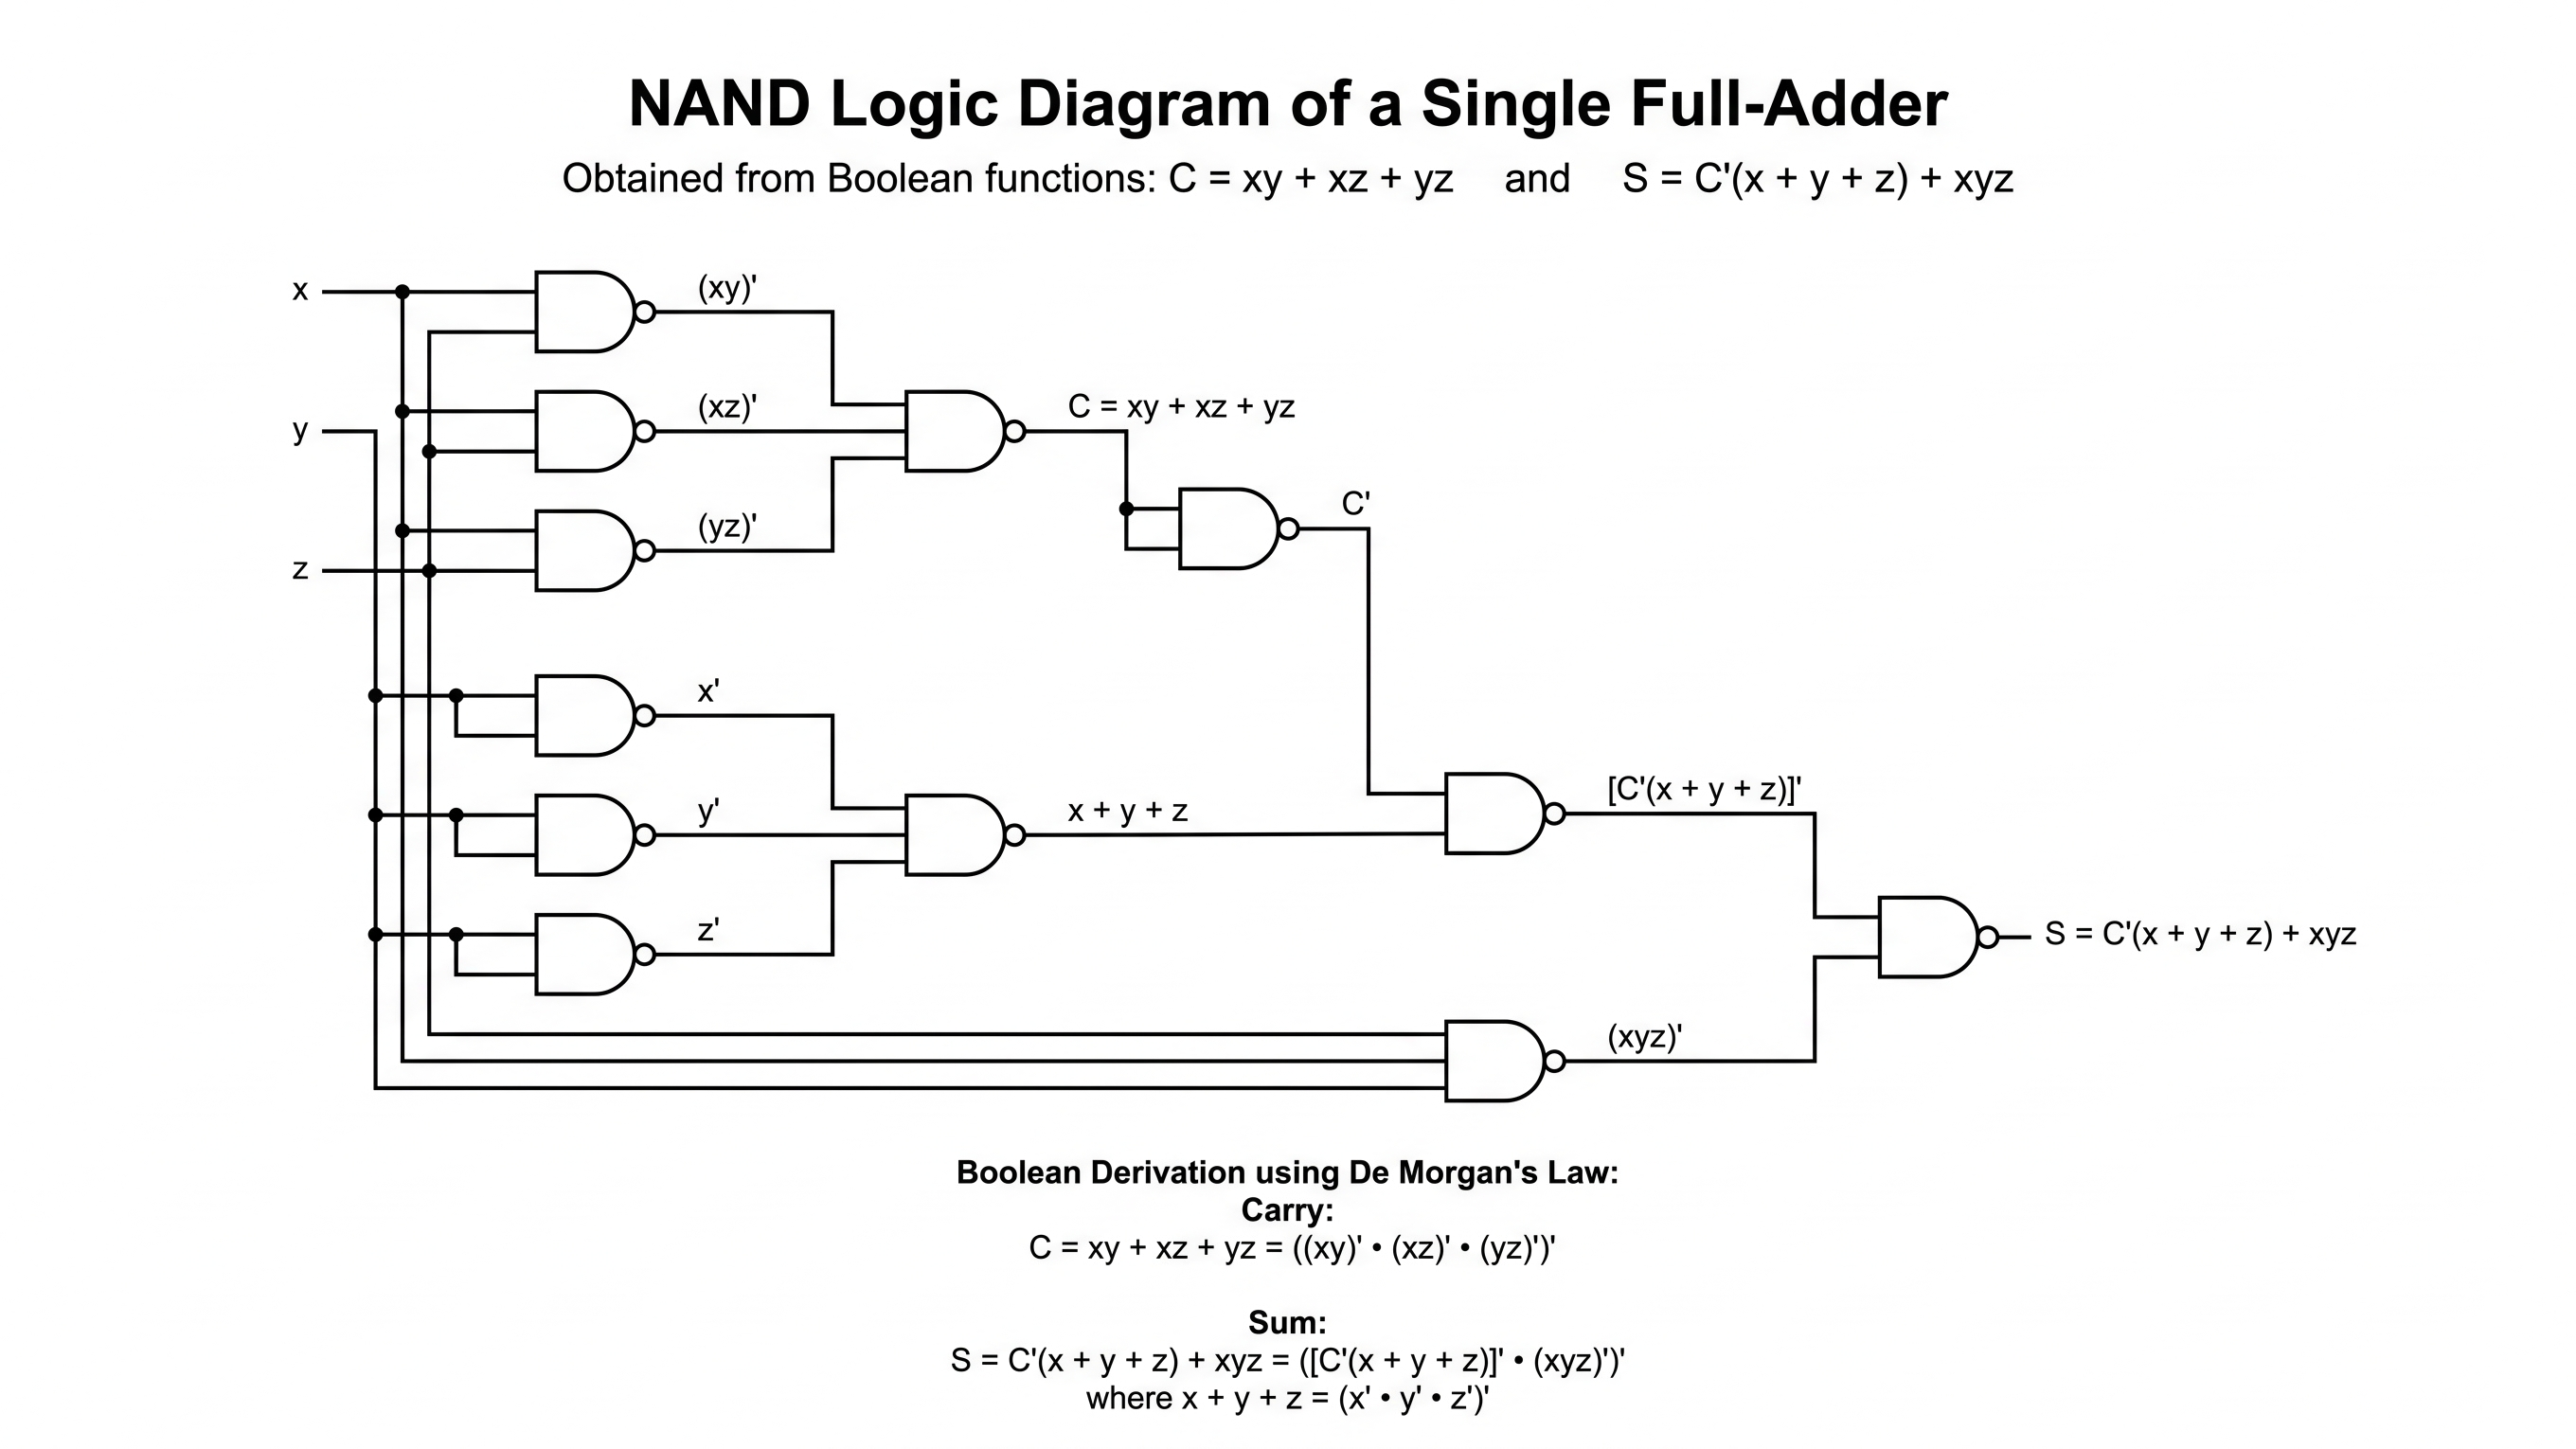 NAND Logic Diagram of a Single Full-Adder
Obtained from Boolean functions: C = xy + xz + yz and S = C'(x + y + z) + xyz
x
(xy)'
(xz)'
C = xy + xz + yz
y
C'
(yz)'
z
x'
[C'(x + y + z)]'
y'
x + y + z
z'
S = C'(x + y + z) + xyz
(xyz)'
Boolean Derivation using De Morgan's Law:
Carry:
C = xy + xz + yz = ((xy)' • (xz)' • (yz)')'
Sum:
S = C'(x + y + z) + xyz = ([C'(x + y + z)]' • (xyz)')'
where x + y + z = (x' • y' • z')'